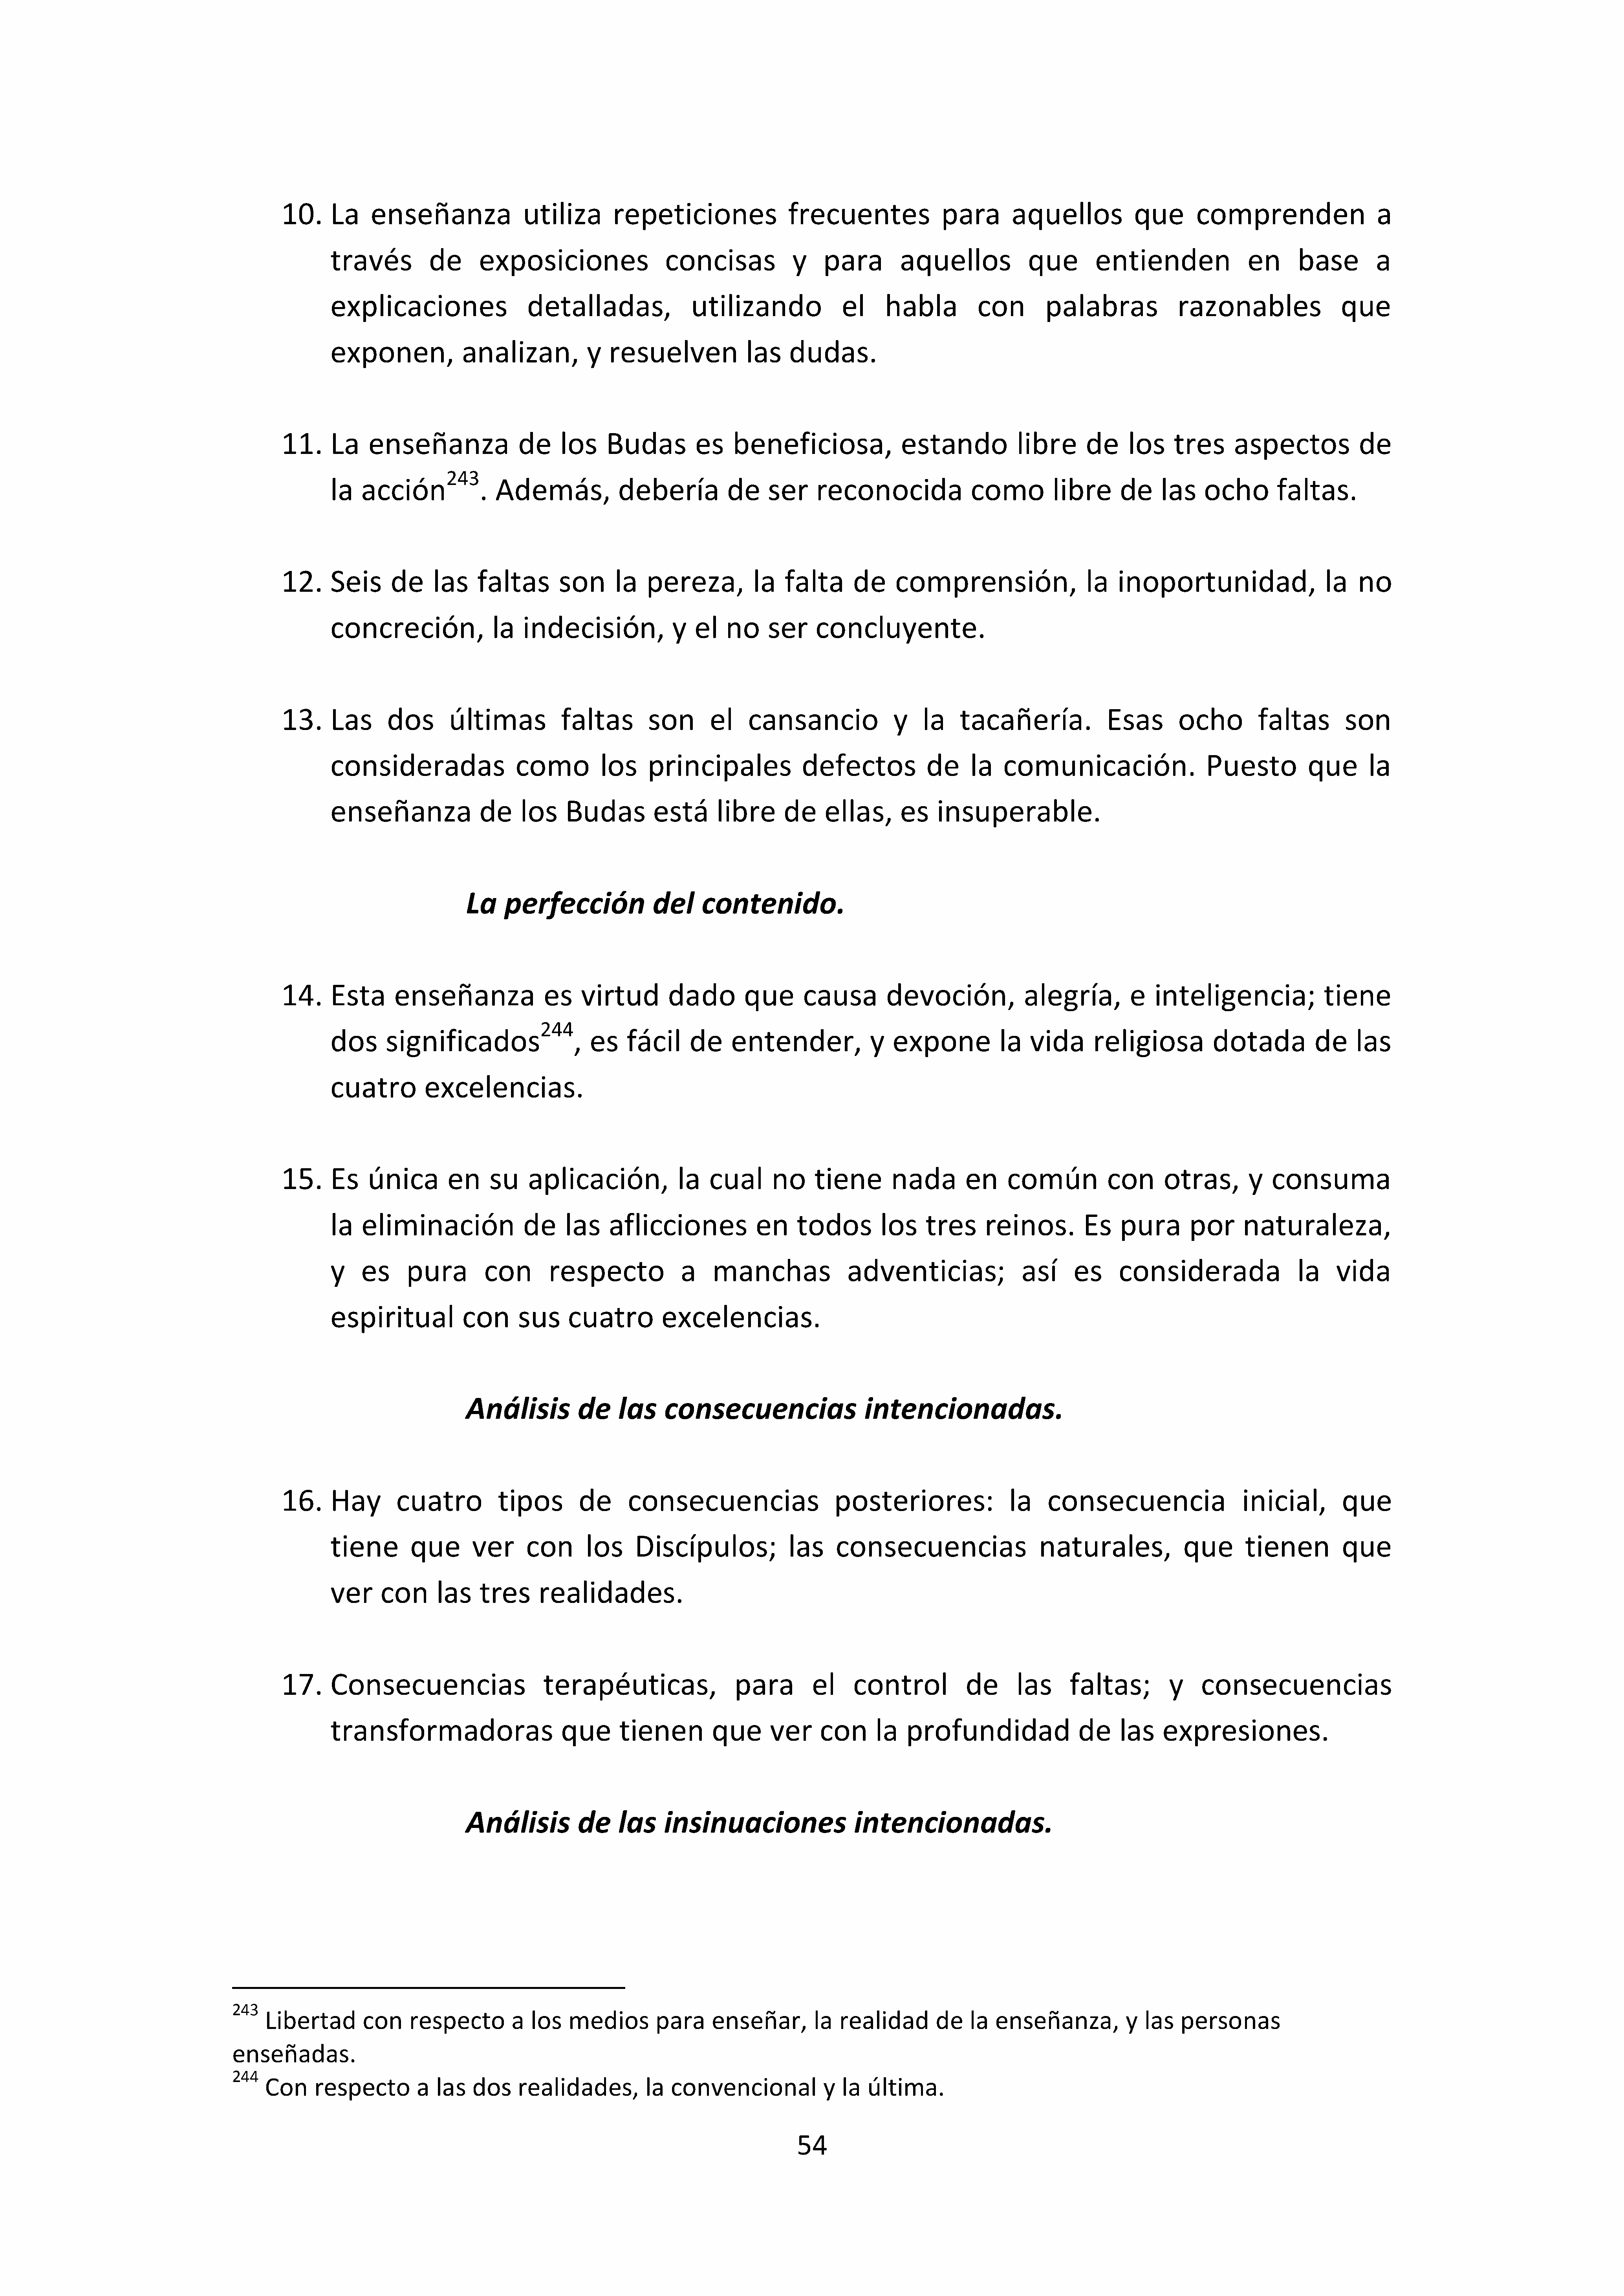 10. La enseñanza utiliza repeticiones frecuentes para aquellos que comprenden a
través de exposiciones concisas y para aquellos que entienden en base a
explicaciones detalladas, utilizando el habla con palabras razonables que
exponen, analizan, y resuelven las dudas.
11. La enseñanza de los Budas es beneficiosa, estando libre de los tres aspectos de
la acción243. Además, debería de ser reconocida como libre de las ocho faltas.
12. Seis de las faltas son la pereza, la falta de comprensión, la inoportunidad, la no
concreción, la indecisión, y el no ser concluyente.
13. Las dos últimas faltas son el cansancio y la tacañería. Esas ocho faltas son
consideradas como los principales defectos de la comunicación. Puesto que la
enseñanza de los Budas está libre de ellas, es insuperable.
La perfección del contenido.
14. Esta enseñanza es virtud dado que causa devoción, alegría, e inteligencia; tiene
dos significados244, es fácil de entender, y expone la vida religiosa dotada de las
cuatro excelencias.
15. Es única en su aplicación, la cual no tiene nada en común con otras, y consuma
la eliminación de las aflicciones en todos los tres reinos. Es pura por naturaleza,
y es pura con respecto a manchas adventicias; así es considerada la vida
espiritual con sus cuatro excelencias.
Análisis de las consecuencias intencionadas.
16. Hay cuatro tipos de consecuencias posteriores: la consecuencia inicial, que
tiene que ver con los Discípulos; las consecuencias naturales, que tienen que
ver con las tres realidades.
17. Consecuencias terapéuticas, para el control de las faltas; y consecuencias
transformadoras que tienen que ver con la profundidad de las expresiones.
Análisis de las insinuaciones intencionadas.
243 Libertad con respecto a los medios para enseñar, la realidad de la enseñanza, y las personas
enseñadas.
244 Con respecto a las dos realidades, la convencional y la última.
54